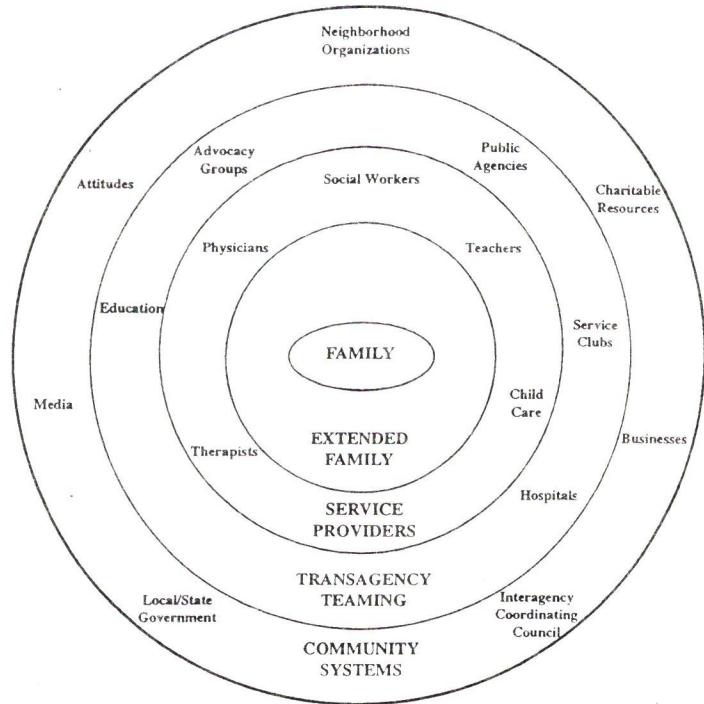 Neighborhood
Organizations
Advocacy
Groups
Public
Agencies
Attitudes
Social Workers
Charitable
Resources
Physicians
Teachers
Education
Service
Clubs
FAMILY
Media
Child
Care
Businesses
EXTENDED
FAMILY
Therapists
Hospitals
SERVICE
PROVIDERS
TRANSAGENCY
TEAMING
Local/State
Government
Interagency
Coordinating
Council
COMMUNITY
SYSTEMS